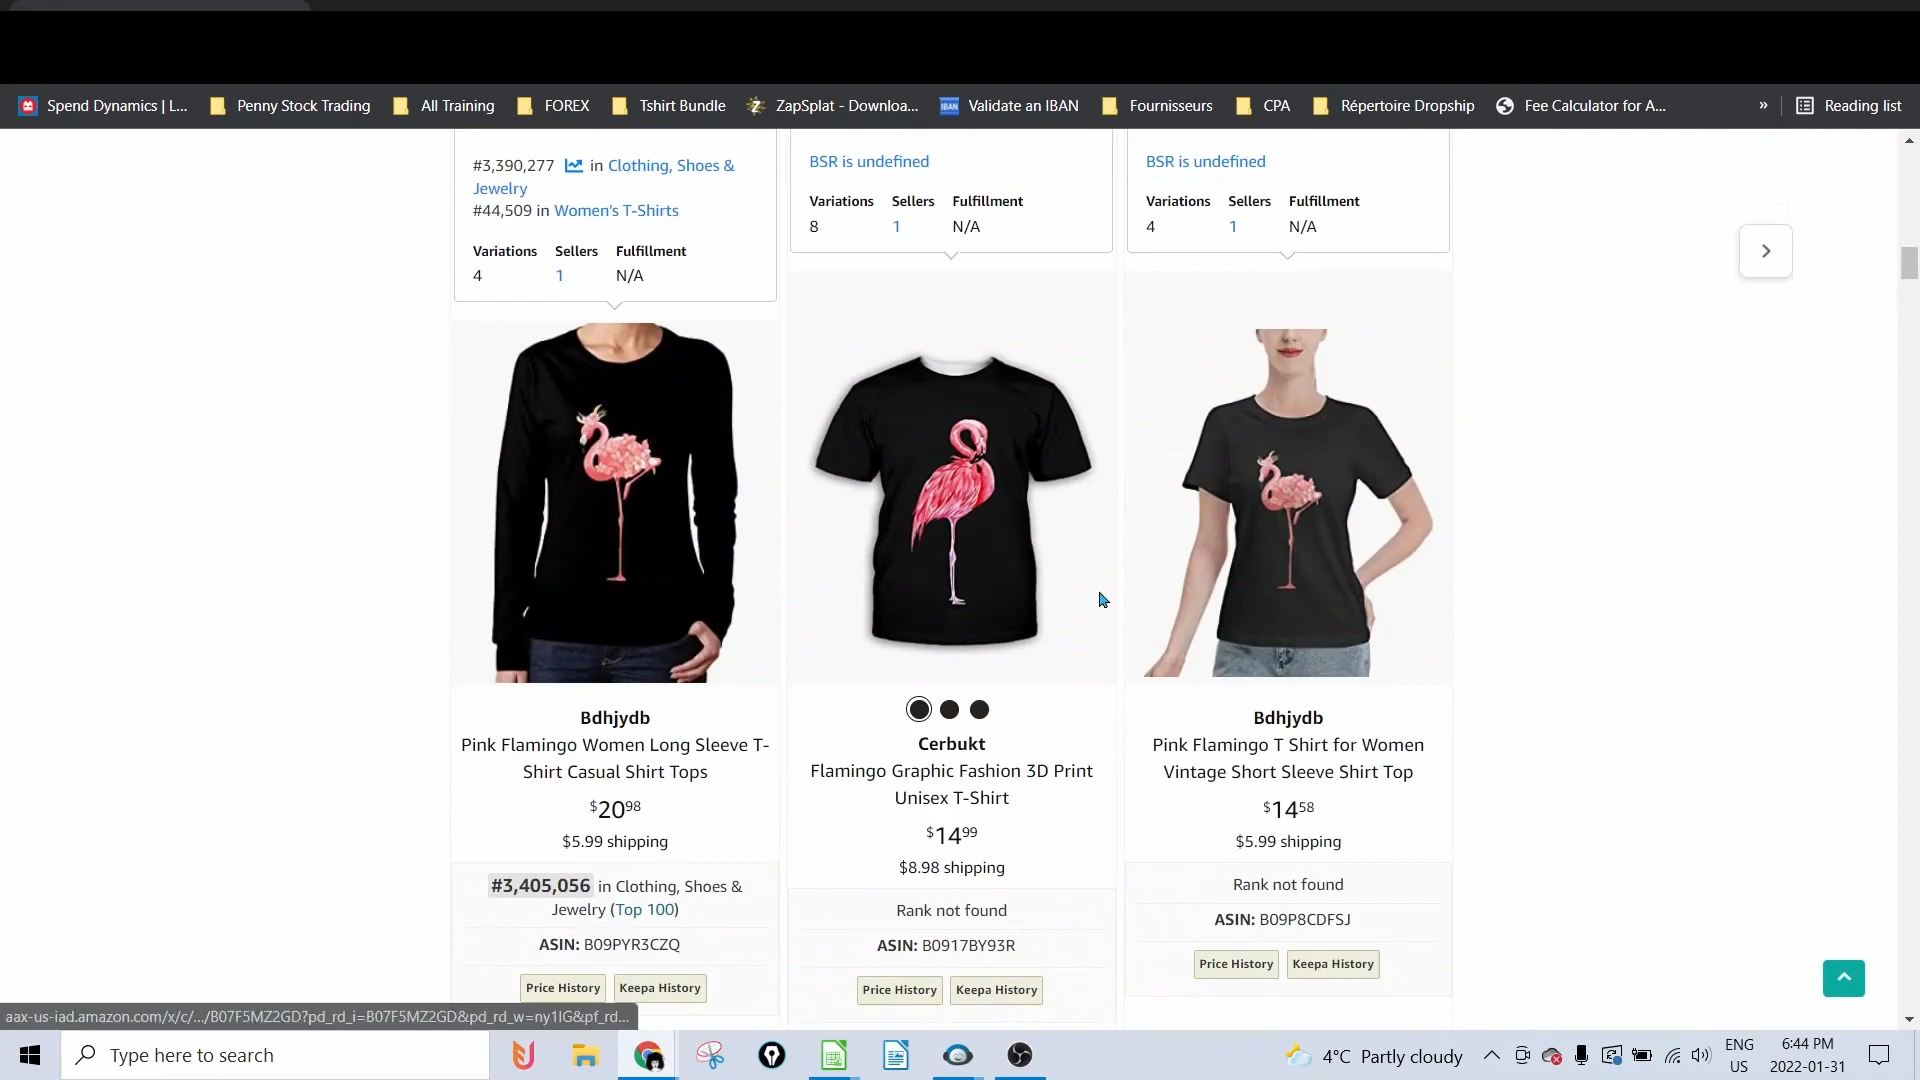 Spend Dynamics | L...
Penny Stock Trading
All Training
FOREX
Tshirt Bundle
ZapSplat - Downloa...
IBAN
Validate an IBAN
Fournisseurs
CPA
Répertoire Dropship
Fee Calculator for A...
»
Reading list
#3,390,277 in Clothing, Shoes &
Jewelry
#44,509 in Women's T-Shirts
Variations Sellers Fulfillment
4 1 N/A
BSR is undefined
Variations Sellers Fulfillment
8 1 N/A
BSR is undefined
Variations Sellers Fulfillment
4 1 N/A
Bdhjydb
Pink Flamingo Women Long Sleeve T-
Shirt Casual Shirt Tops
$2098
$5.99 shipping
#3,405,056 in Clothing, Shoes &
Jewelry (Top 100)
ASIN: B09PYR3CZQ
Price History Keepa History
Cerbukt
Flamingo Graphic Fashion 3D Print
Unisex T-Shirt
$1499
$8.98 shipping
Rank not found
ASIN: B0917BY93R
Price History Keepa History
Bdhjydb
Pink Flamingo T Shirt for Women
Vintage Short Sleeve Shirt Top
$1458
$5.99 shipping
Rank not found
ASIN: B09P8CDFSJ
Price History Keepa History
aax-us-iad.amazon.com/x/c/.../B07F5MZ2GD?pd_rd_i=B07F5MZ2GD&pd_rd_w=ny1IG&pf_rd...
Type here to search
4°C Partly cloudy
ENG
US
6:44 PM
2022-01-31